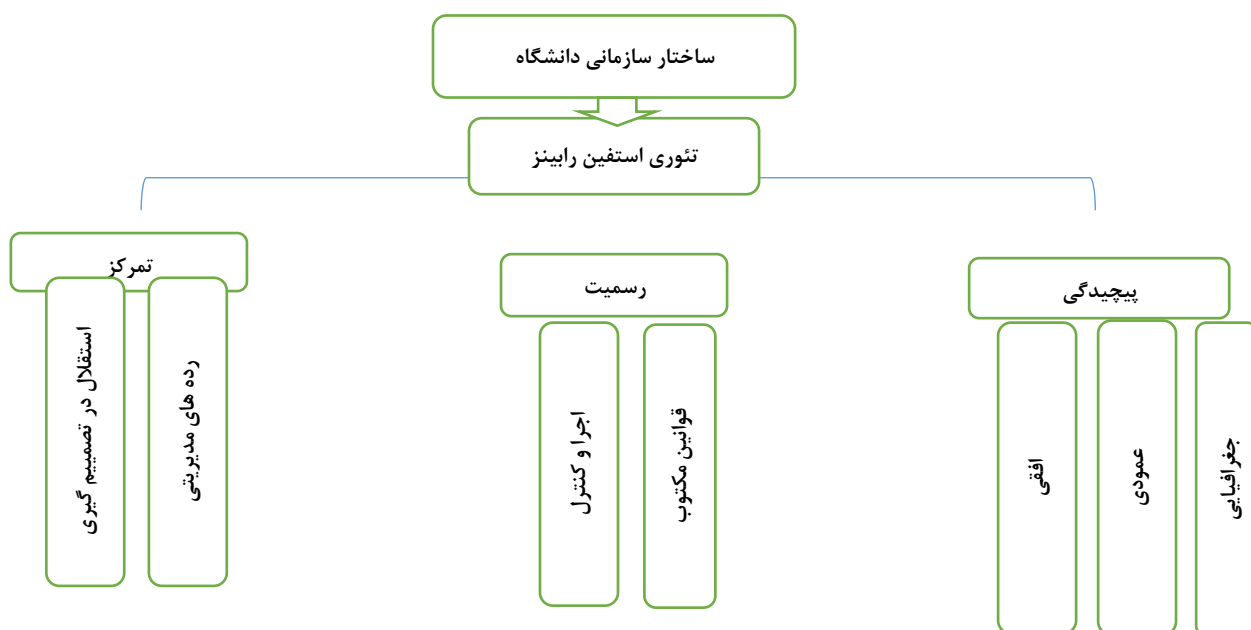 ساختار سازمانی دانشگاه
تئوری استفین رابینز
پیچیدگی
جغرافیایی
عمودی
افقی
رسمیت
قوانین مکتوب
اجرا و کنترل
تمرکز
رده های مدیریتی
استقلال در تصمییم گیری